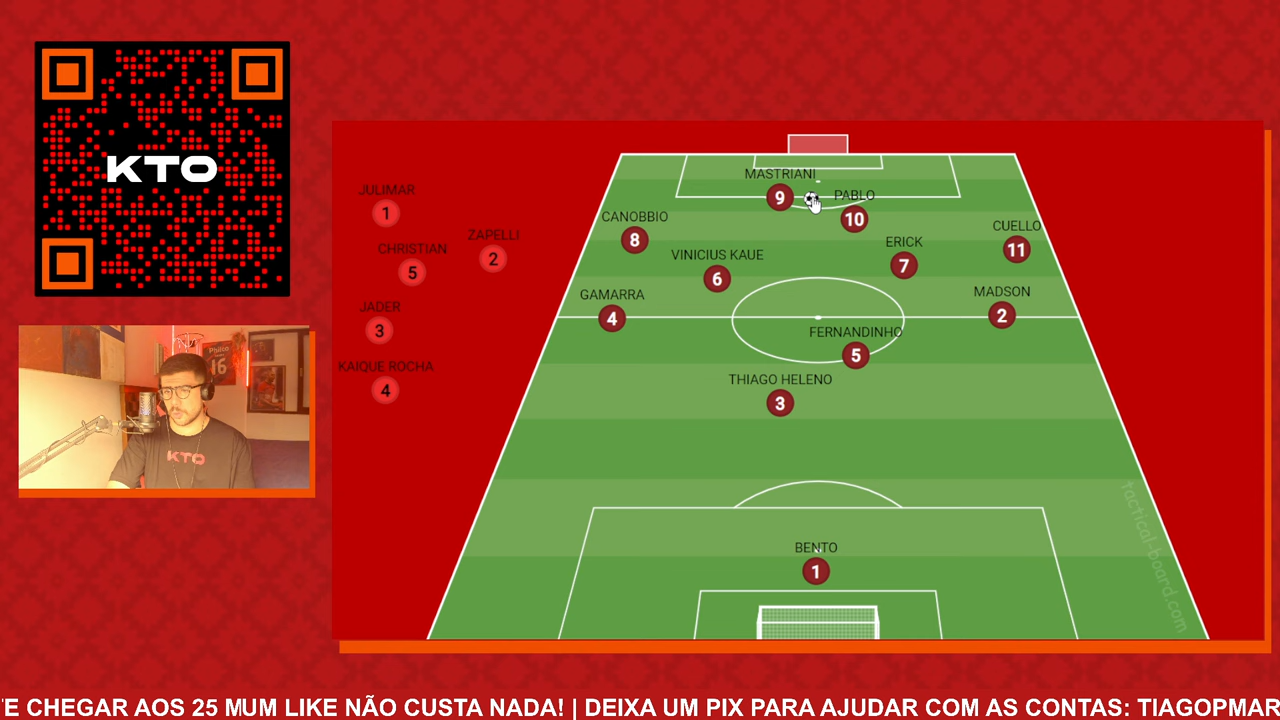 KTO
JULIMAR
1
CHRISTIAN
5
ZAPELLI
2
JADER
3
KAIQUE ROCHA
4
MASTRIANI
9
PABLO
10
CANOBBIO
8
CUELLO
11
VINICIUS KAUE
6
ERICK
7
GAMARRA
4
MADSON
2
FERNANDINHO
5
THIAGO HELENO
3
BENTO
1
tactical-board.com
Philco
16
KTO
E CHEGAR AOS 25 MUM LIKE NÃO CUSTA NADA! | DEIXA UM PIX PARA AJUDAR COM AS CONTAS: TIAGOPMAR